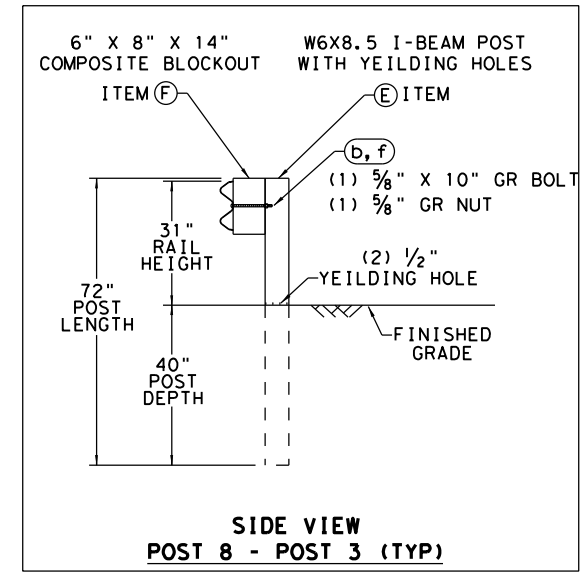 6" X 8" X 14"
COMPOSITE BLOCKOUT
ITEM F
W6X8.5 I-BEAM POST
WITH YEILDING HOLES
E ITEM
b, f
(1) 5/8" X 10" GR BOLT
(1) 5/8" GR NUT
31"
RAIL
HEIGHT
(2) 1/2"
YEILDING HOLE
72"
POST
LENGTH
FINISHED
GRADE
40"
POST
DEPTH
SIDE VIEW
POST 8 - POST 3 (TYP)